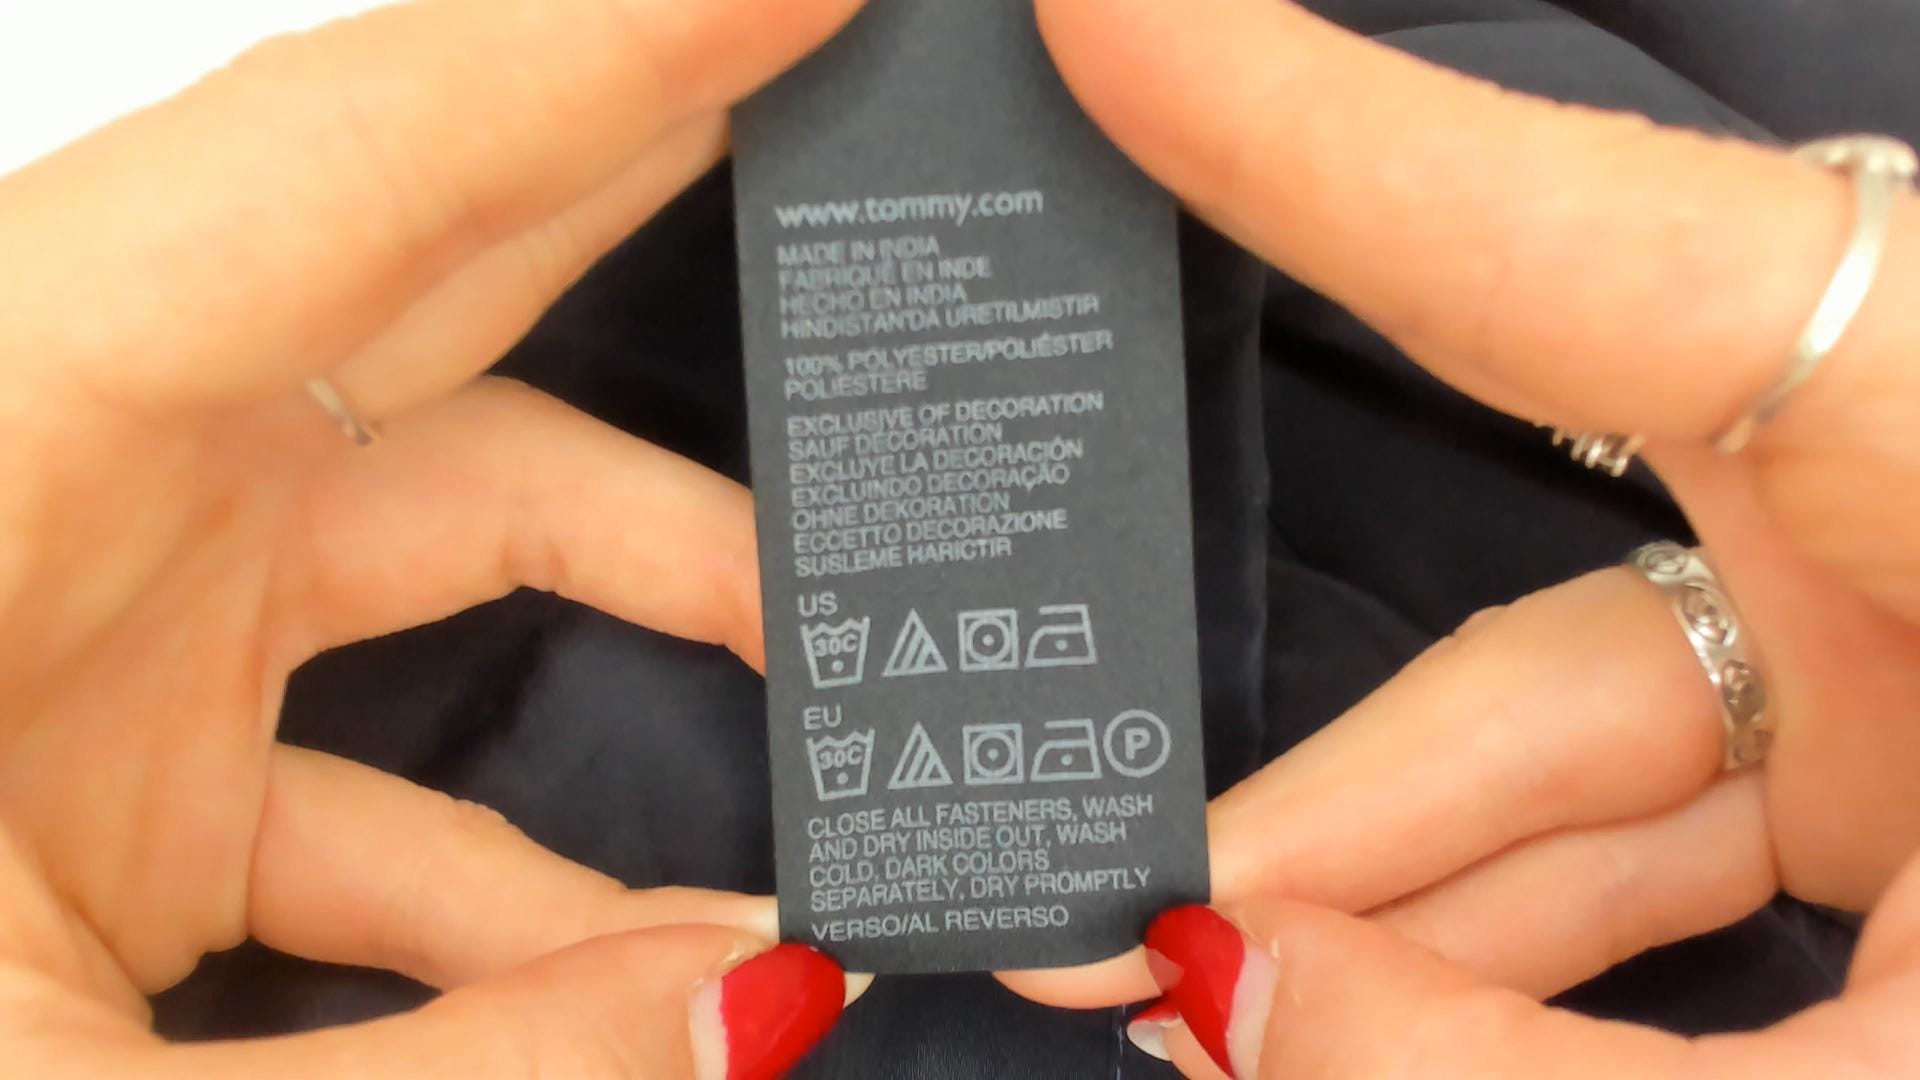 www.tommy.com
MADE IN INDIA
FABRIQUÉ EN INDE
HECHO EN INDIA
HINDISTAN'DA URETILMISTIR
100% POLYESTER/POLIÉSTER
POLIESTERE
EXCLUSIVE OF DECORATION
SAUF DÉCORATION
EXCLUYE LA DECORACIÓN
EXCLUINDO DECORAÇÃO
OHNE DEKORATION
ECCETTO DECORAZIONE
SUSLEME HARICTIR
US
30C
EU
30C P
CLOSE ALL FASTENERS, WASH
AND DRY INSIDE OUT, WASH
COLD, DARK COLORS
SEPARATELY, DRY PROMPTLY
VERSO/AL REVERSO